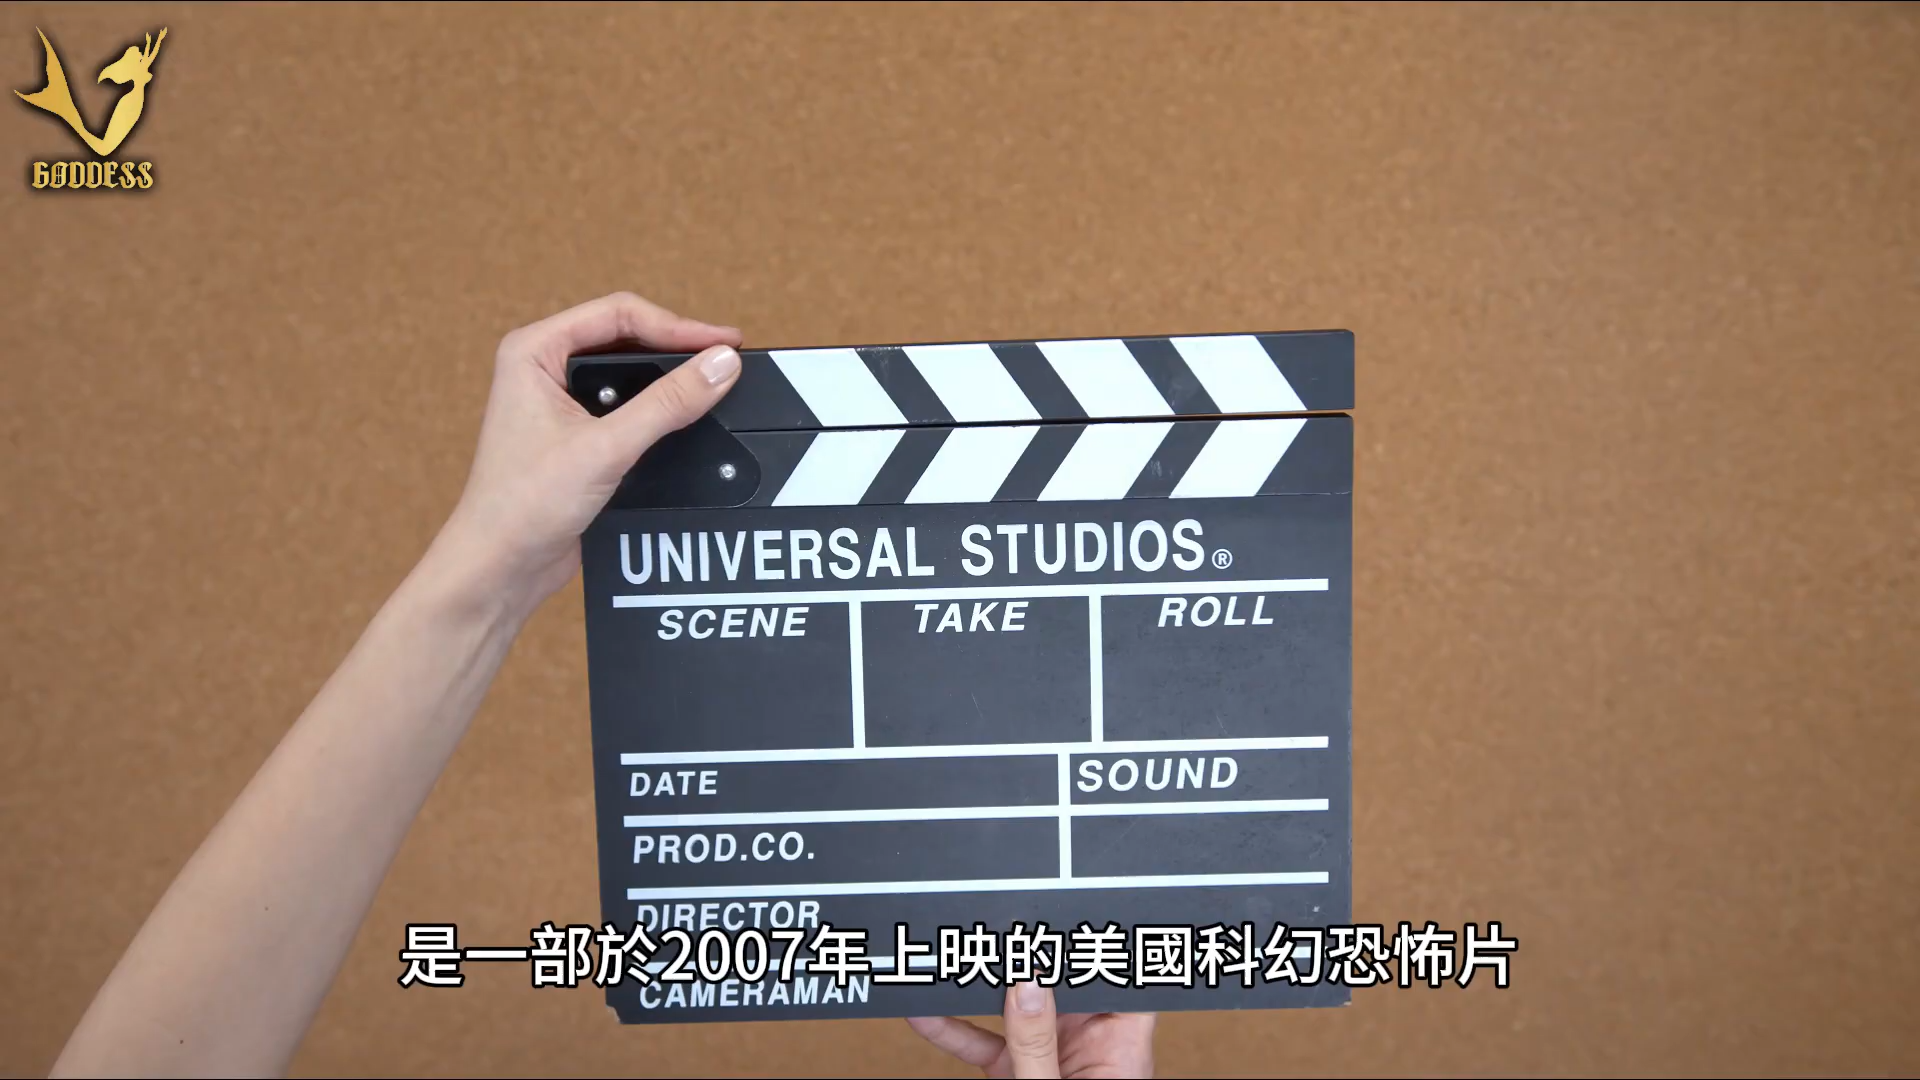 GODDESS
UNIVERSAL STUDIOS®
SCENE TAKE ROLL
DATE SOUND
PROD.CO.
DIRECTOR
是一部於2007年上映的美國科幻恐怖片
CAMERAMAN